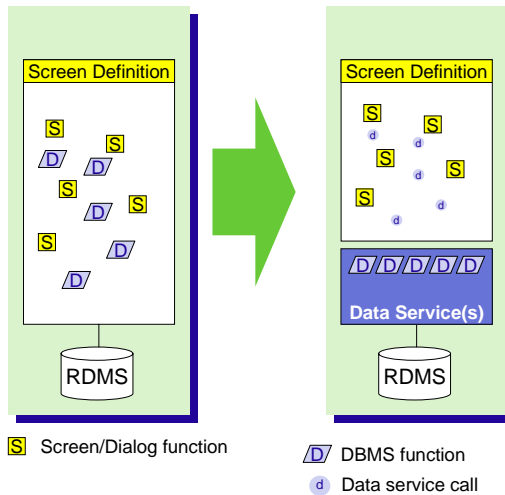 Screen Definition
S
S
D
D
S
S
D
S
D
D
RDMS
Screen Definition
S
S
d
d
S
S
d
S
d
d
D D D D D
Data Service(s)
RDMS
S Screen/Dialog function
D DBMS function
d Data service call